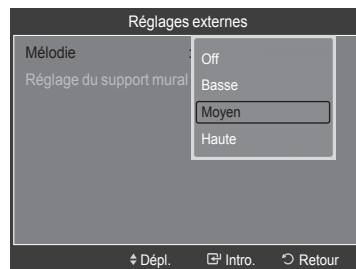 Réglages externes
Mélodie :
Off
Réglage du support mural
Basse
Moyen
Haute
Dépl. Intro. Retour